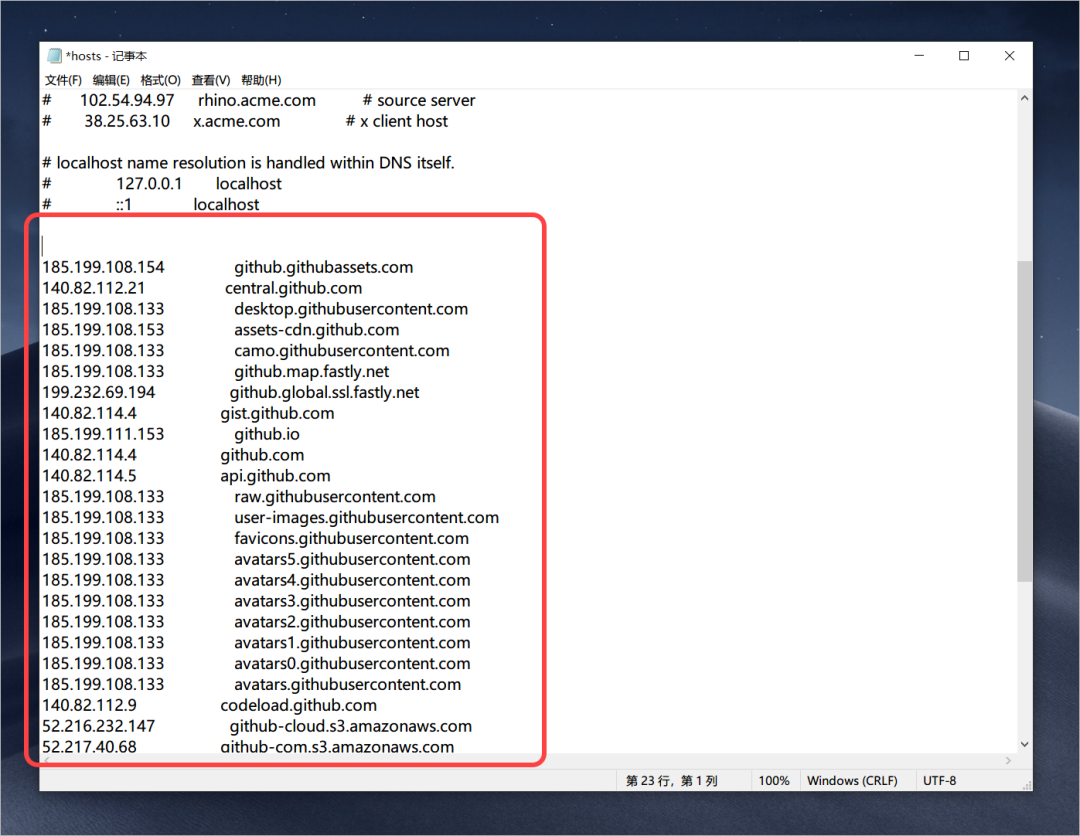 *hosts - 记事本
文件(F) 编辑(E) 格式(O) 查看(V) 帮助(H)
# 102.54.94.97 rhino.acme.com # source server
# 38.25.63.10 x.acme.com # x client host
# localhost name resolution is handled within DNS itself.
# 127.0.0.1 localhost
# ::1 localhost
185.199.108.154 github.githubassets.com
140.82.112.21 central.github.com
185.199.108.133 desktop.githubusercontent.com
185.199.108.153 assets-cdn.github.com
185.199.108.133 camo.githubusercontent.com
185.199.108.133 github.map.fastly.net
199.232.69.194 github.global.ssl.fastly.net
140.82.114.4 gist.github.com
185.199.111.153 github.io
140.82.114.4 github.com
140.82.114.5 api.github.com
185.199.108.133 raw.githubusercontent.com
185.199.108.133 user-images.githubusercontent.com
185.199.108.133 favicons.githubusercontent.com
185.199.108.133 avatars5.githubusercontent.com
185.199.108.133 avatars4.githubusercontent.com
185.199.108.133 avatars3.githubusercontent.com
185.199.108.133 avatars2.githubusercontent.com
185.199.108.133 avatars1.githubusercontent.com
185.199.108.133 avatars0.githubusercontent.com
185.199.108.133 avatars.githubusercontent.com
140.82.112.9 codeload.github.com
52.216.232.147 github-cloud.s3.amazonaws.com
52.217.40.68 github-com.s3.amazonaws.com
第 23 行，第 1 列 100% Windows (CRLF) UTF-8